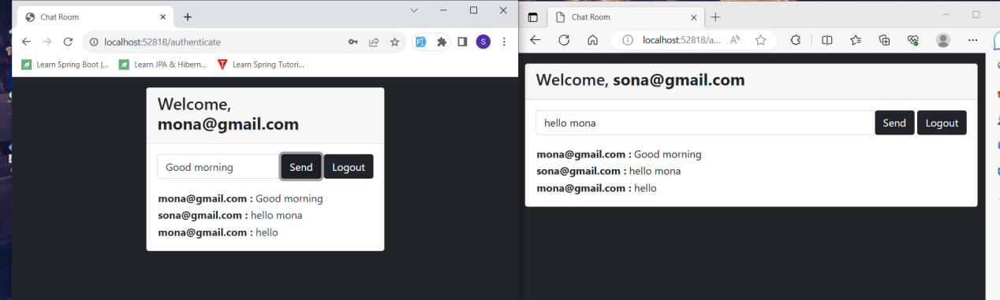 Chat Room
localhost:52818/authenticate
S
Learn Spring Boot |...
Learn JPA & Hibern...
Learn Spring Tutori...
Welcome,
mona@gmail.com
Good morning
Send
Logout
mona@gmail.com : Good morning
sona@gmail.com : hello mona
mona@gmail.com : hello
Chat Room
localhost:52818/a...
Welcome, sona@gmail.com
hello mona
Send
Logout
mona@gmail.com : Good morning
sona@gmail.com : hello mona
mona@gmail.com : hello